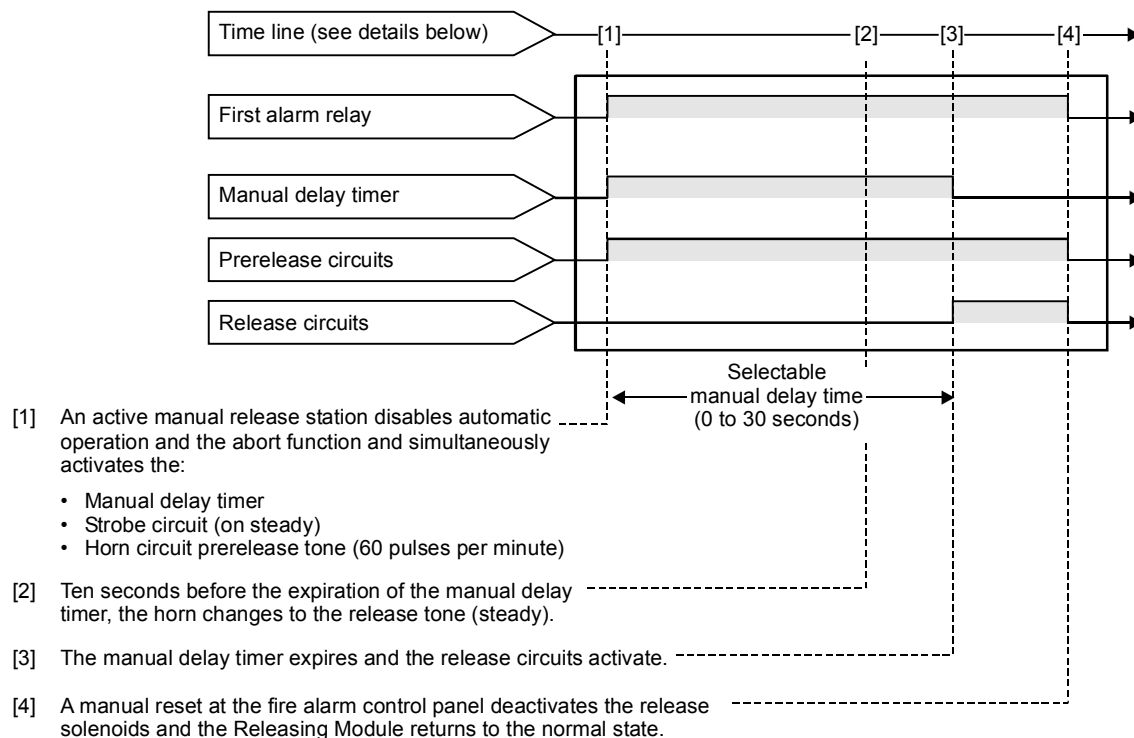 Time line (see details below)
[1] [2] [3] [4]
First alarm relay
Manual delay timer
Prerelease circuits
Release circuits
Selectable
manual delay time
(0 to 30 seconds)
[1] An active manual release station disables automatic
operation and the abort function and simultaneously
activates the:
• Manual delay timer
• Strobe circuit (on steady)
• Horn circuit prerelease tone (60 pulses per minute)
[2] Ten seconds before the expiration of the manual delay
timer, the horn changes to the release tone (steady).
[3] The manual delay timer expires and the release circuits activate.
[4] A manual reset at the fire alarm control panel deactivates the release
solenoids and the Releasing Module returns to the normal state.